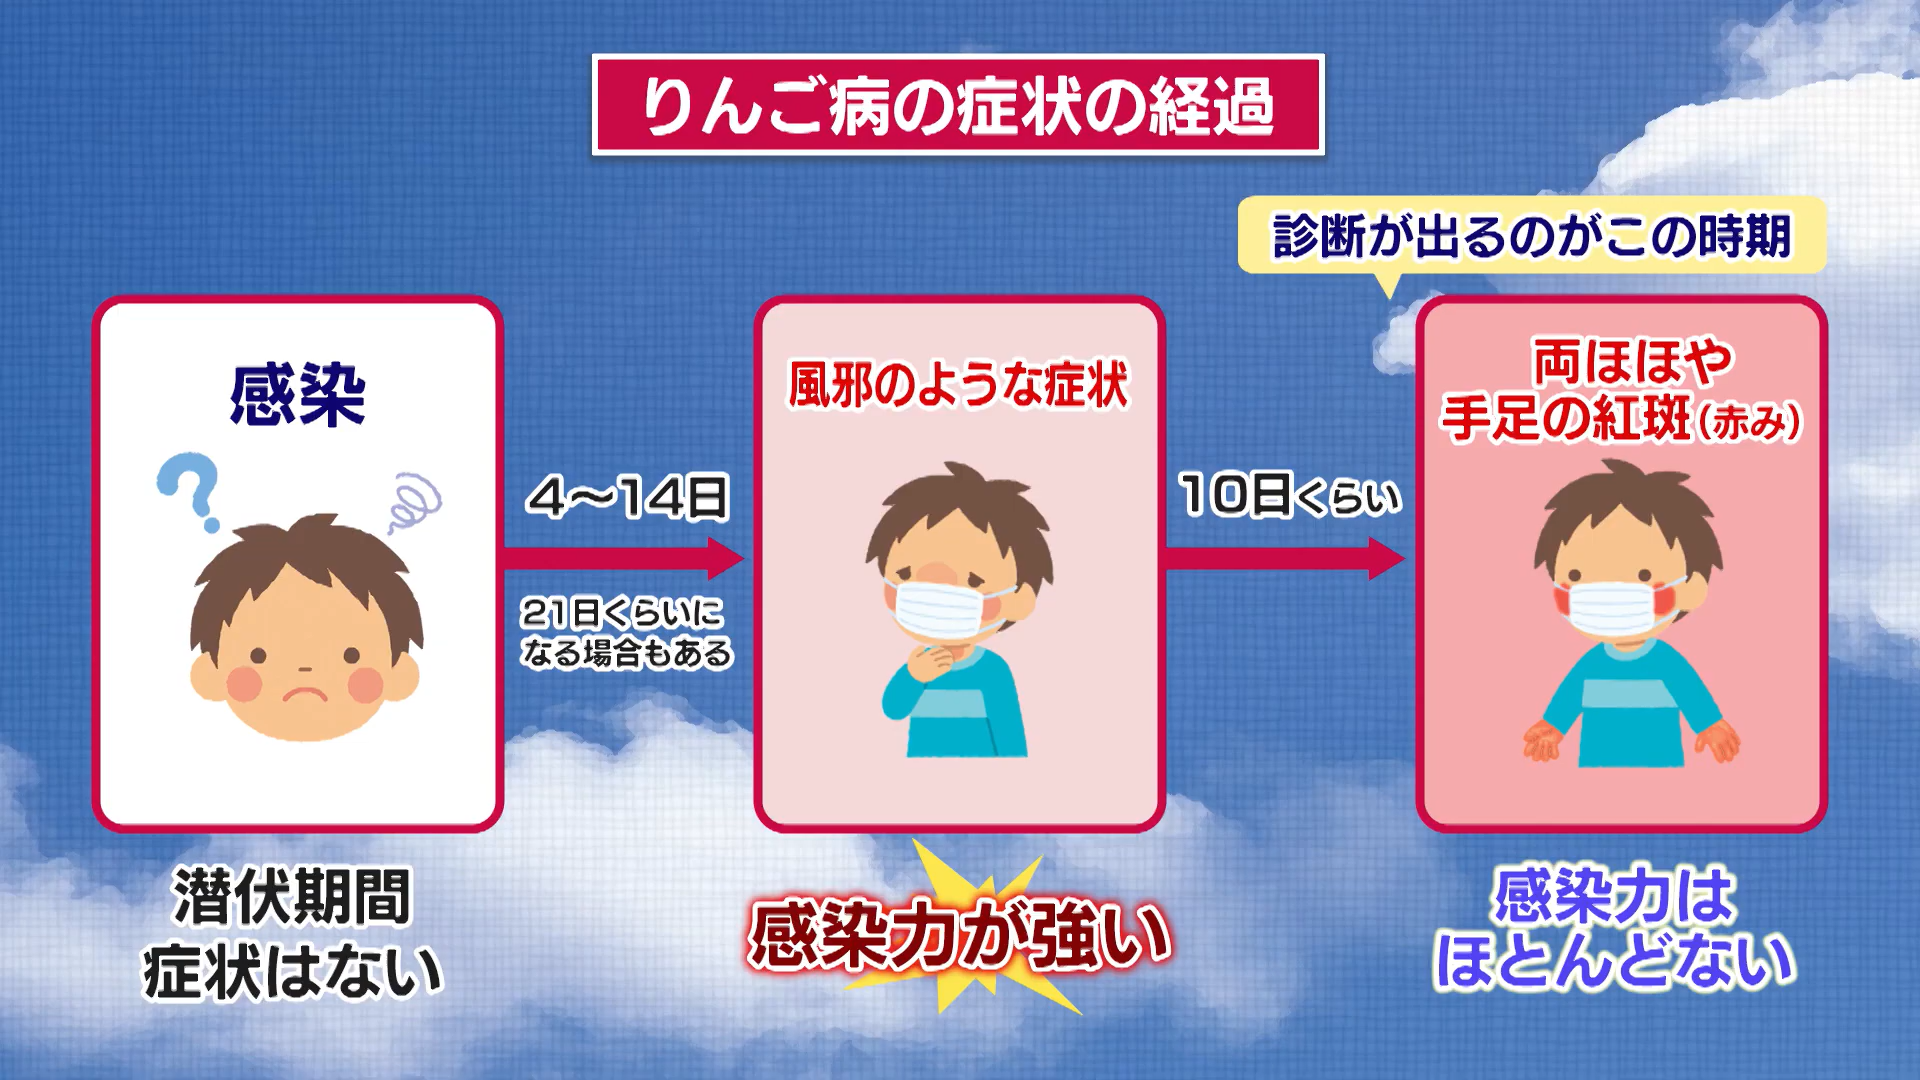 りんご病の症状の経過
診断が出るのがこの時期
感染
4〜14日
21日くらいに
なる場合もある
風邪のような症状
10日くらい
両ほほや
手足の紅斑(赤み)
潜伏期間
症状はない
感染力が強い
感染力は
ほとんどない